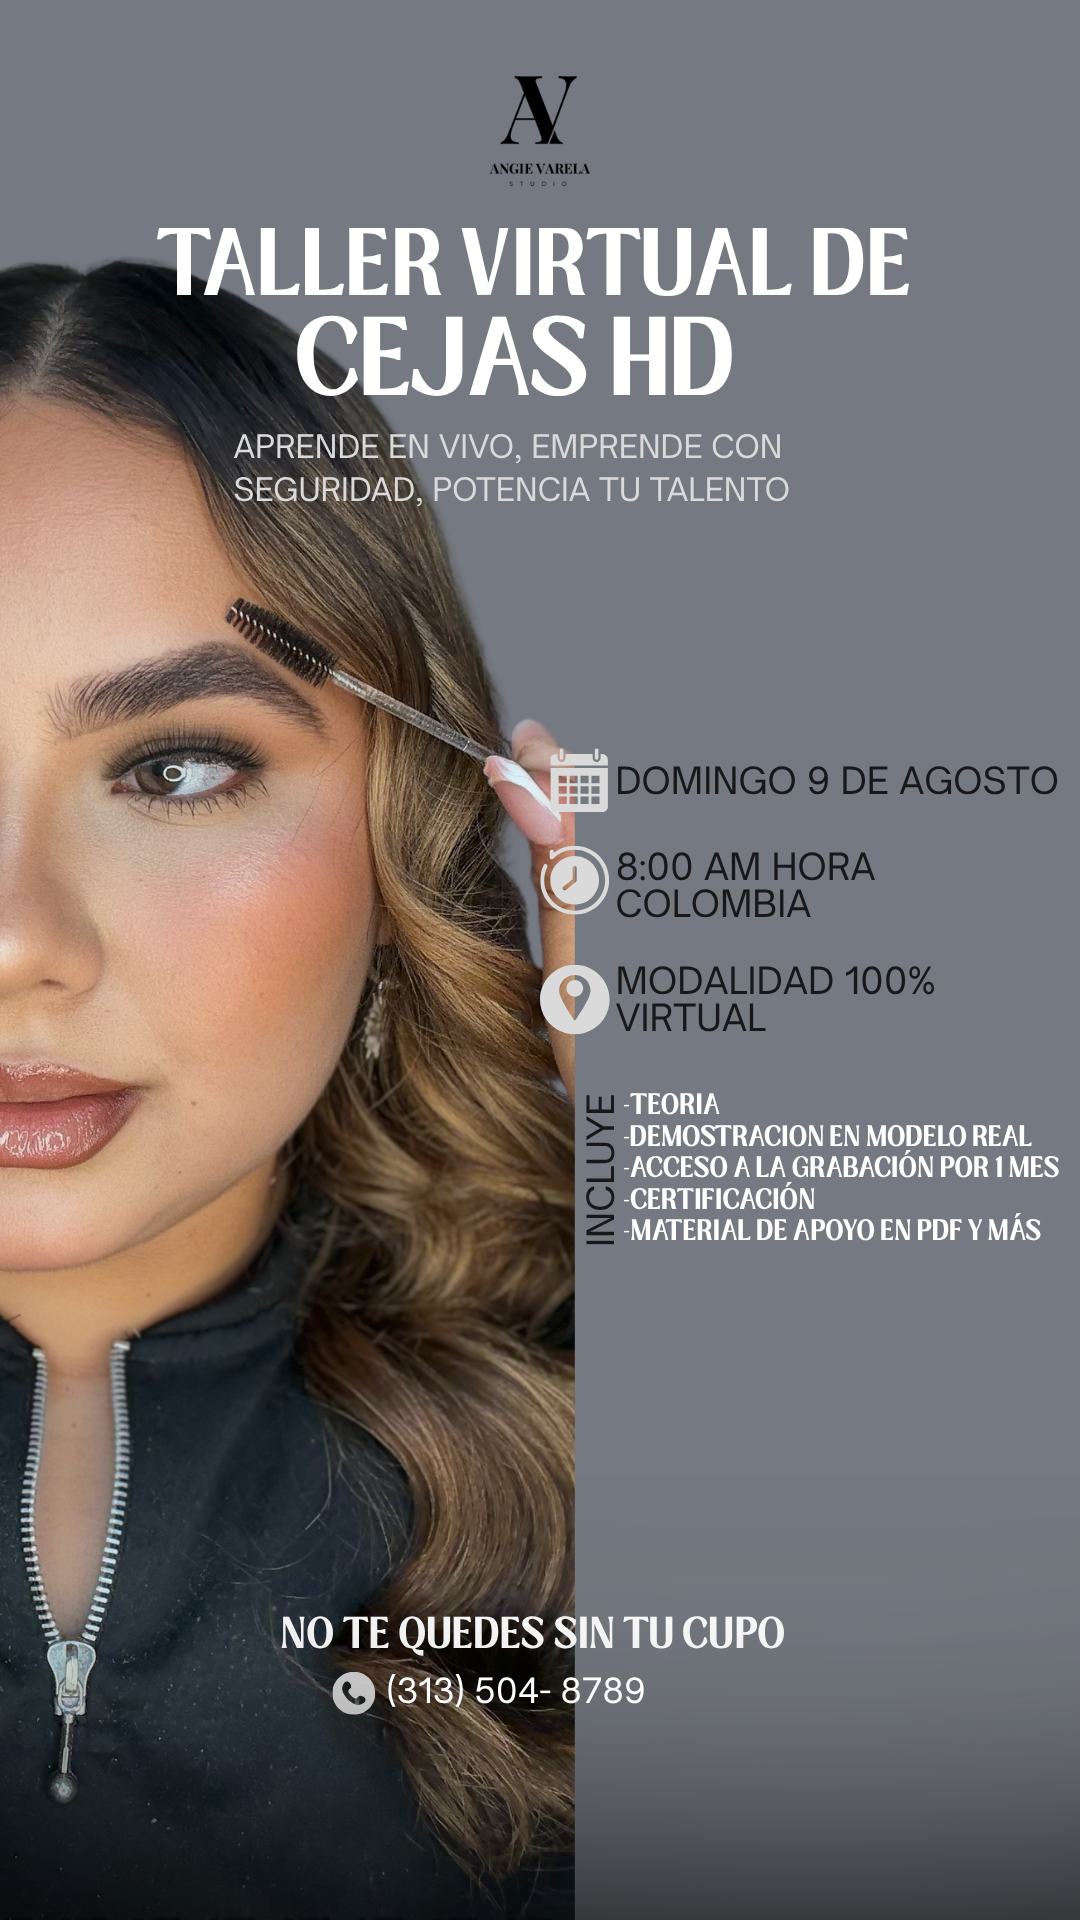 AV
ANGIE VARELA
STUDIO
TALLER VIRTUAL DE
CEJAS HD
APRENDE EN VIVO, EMPRENDE CON
SEGURIDAD, POTENCIA TU TALENTO
DOMINGO 9 DE AGOSTO
8:00 AM HORA
COLOMBIA
MODALIDAD 100%
VIRTUAL
INCLUYE
-TEORIA
-DEMOSTRACION EN MODELO REAL
-ACCESO A LA GRABACIÓN POR 1 MES
-CERTIFICACIÓN
-MATERIAL DE APOYO EN PDF Y MÁS
NO TE QUEDES SIN TU CUPO
(313) 504- 8789